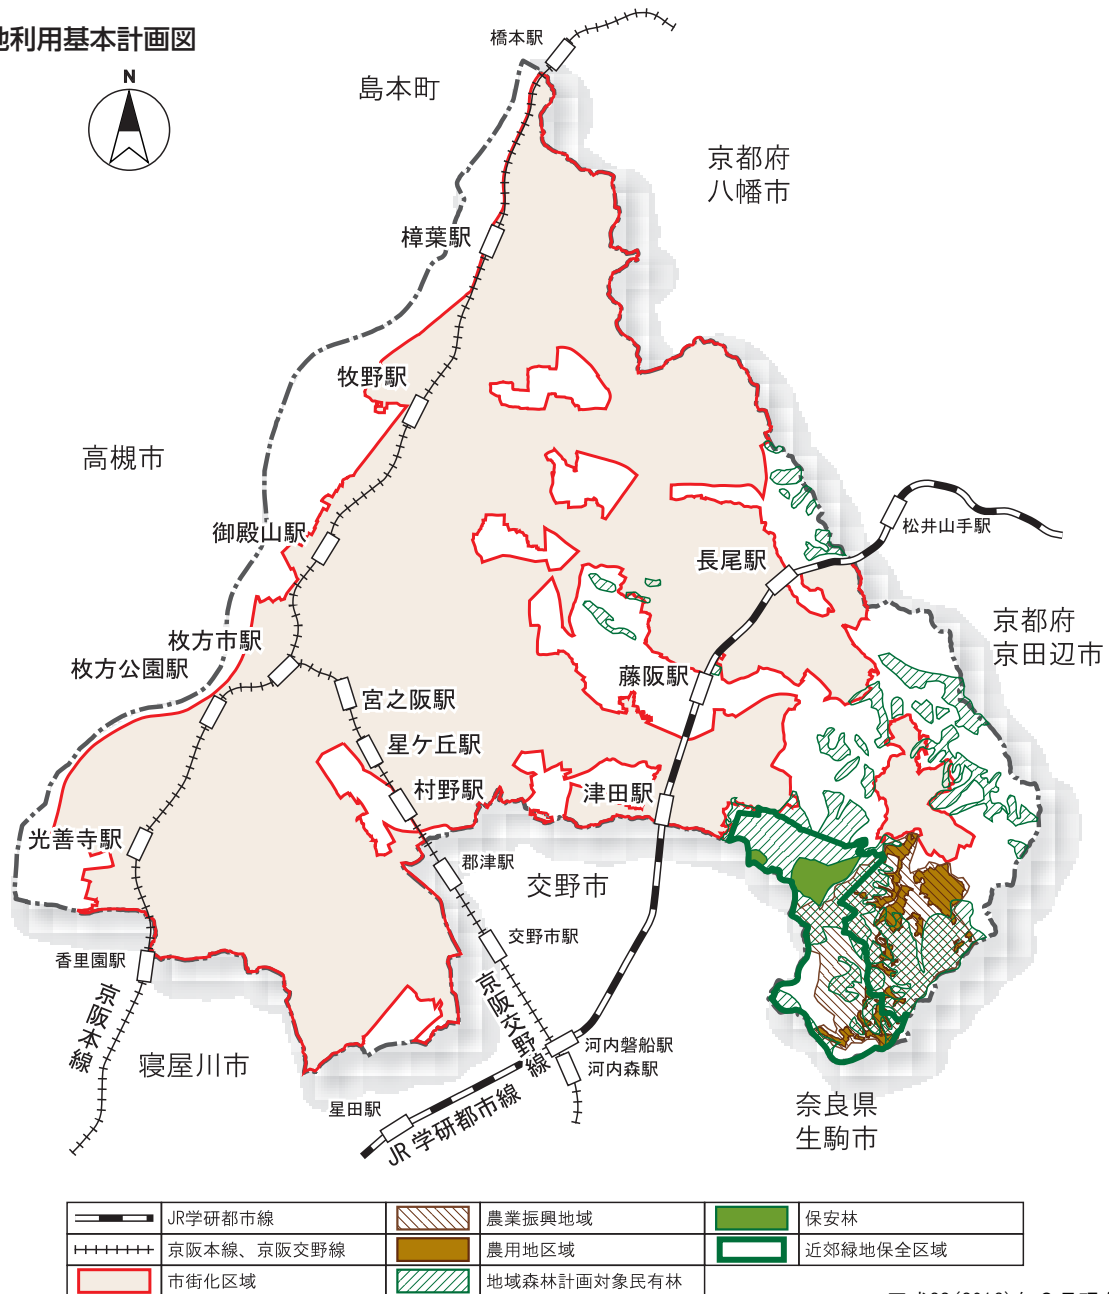 地利用基本計画図
N
橋本駅
島本町
京都府
八幡市
樟葉駅
牧野駅
高槻市
御殿山駅
松井山手駅
長尾駅
京都府
京田辺市
枚方市駅
枚方公園駅
藤阪駅
宮之阪駅
星ケ丘駅
村野駅
津田駅
光善寺駅
郡津駅
交野市
交野市駅
香里園駅
京阪本線
京阪交野線
寝屋川市
河内磐船駅
河内森駅
星田駅
JR学研都市線
奈良県
生駒市
JR学研都市線
農業振興地域
保安林
京阪本線、京阪交野線
農用地区域
近郊緑地保全区域
市街化区域
地域森林計画対象民有林